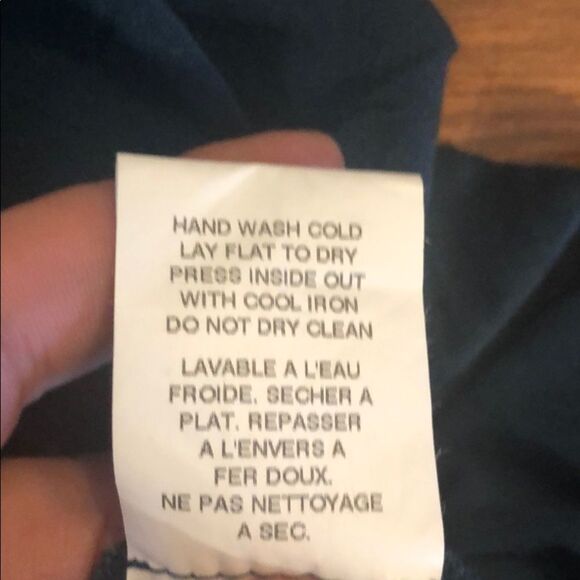 HAND WASH COLD
LAY FLAT TO DRY
PRESS INSIDE OUT
WITH COOL IRON
DO NOT DRY CLEAN
LAVABLE A L'EAU
FROIDE. SECHER A
PLAT. REPASSER
A L'ENVERS A
FER DOUX.
NE PAS NETTOYAGE
A SEC.